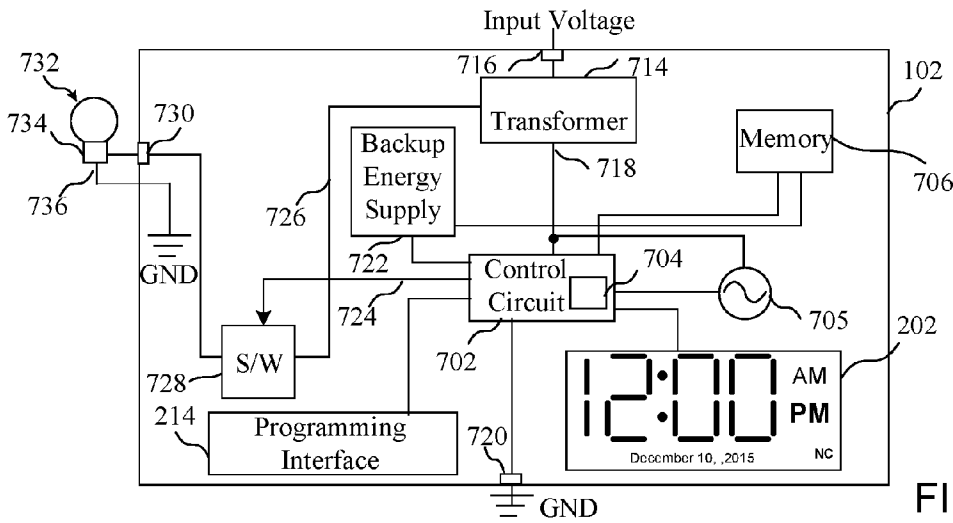 Input Voltage
716
714
732
102
734
730
Transformer
Memory
Backup
Energy
Supply
718
706
736
726
722
Control
Circuit
704
GND
724
702
705
202
S/W
728
12:00
AM
PM
214
Programming
Interface
720
December 10, ,2015
NC
GND
FI